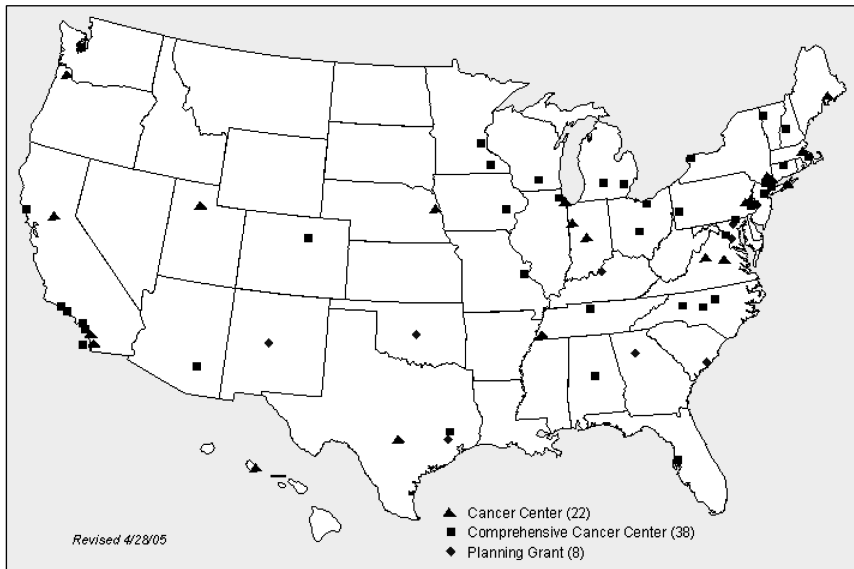 Cancer Center (22)
Comprehensive Cancer Center (38)
Revised 4/28/05
Planning Grant (8)